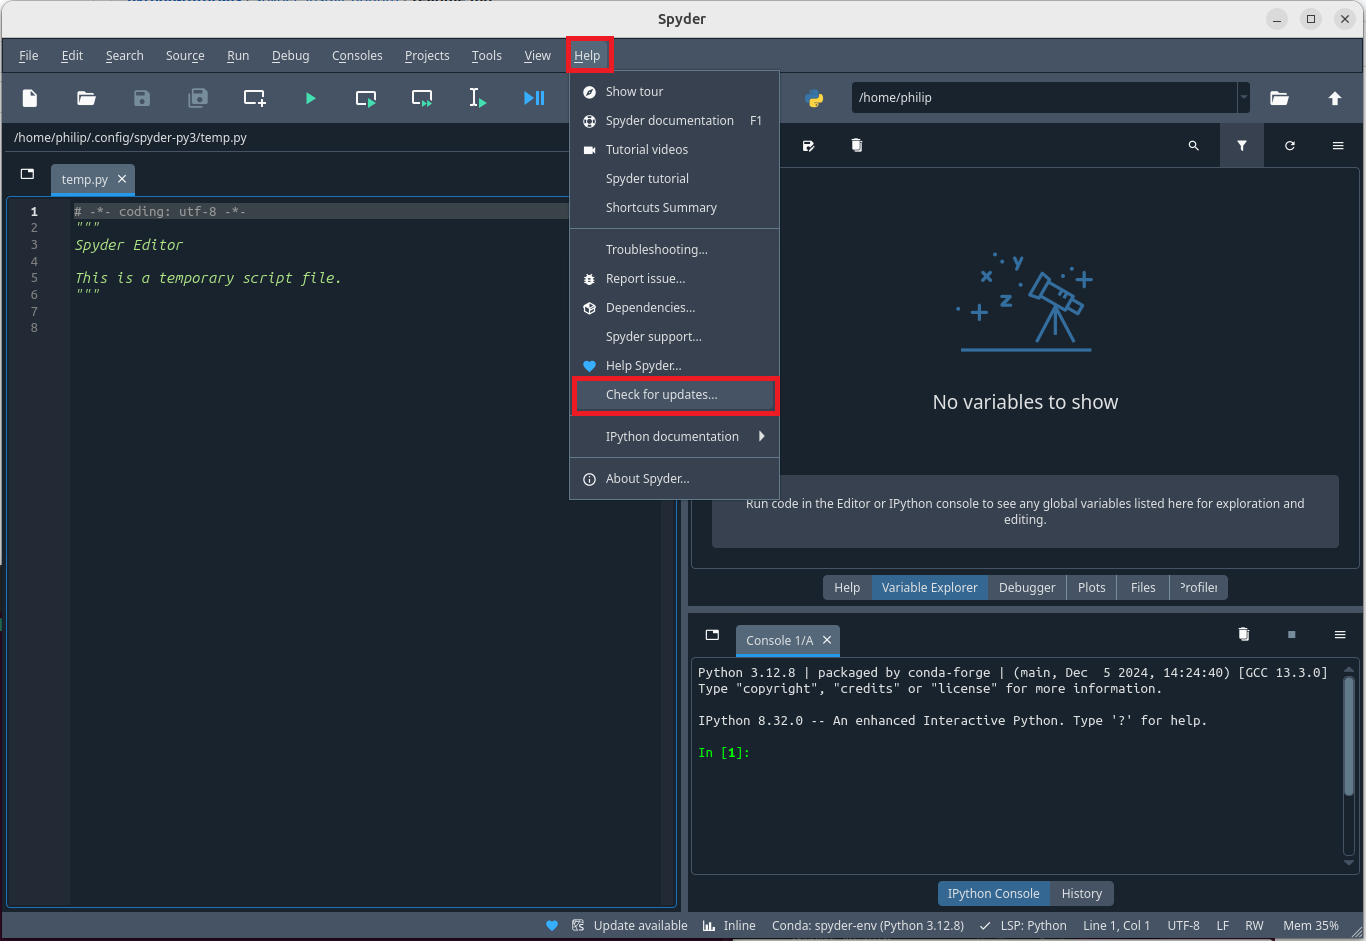 Spyder
File Edit Search Source Run Debug Consoles Projects Tools View Help
/home/philip
/home/philip/.config/spyder-py3/temp.py
temp.py
1 # -*- coding: utf-8 -*-
2 """
3 Spyder Editor
4
5 This is a temporary script file.
6 """
7
8
Show tour
Spyder documentation F1
Tutorial videos
Spyder tutorial
Shortcuts Summary
Troubleshooting...
Report issue...
Dependencies...
Spyder support...
Help Spyder...
Check for updates...
IPython documentation
About Spyder...
x y z
No variables to show
Run code in the Editor or IPython console to see any global variables listed here for exploration and
editing.
Help Variable Explorer Debugger Plots Files Profiler
Console 1/A
Python 3.12.8 | packaged by conda-forge | (main, Dec  5 2024, 14:24:40) [GCC 13.3.0]
Type "copyright", "credits" or "license" for more information.
IPython 8.32.0 -- An enhanced Interactive Python. Type '?' for help.
In [1]:
IPython Console History
Update available Inline Conda: spyder-env (Python 3.12.8) LSP: Python Line 1, Col 1 UTF-8 LF RW Mem 35%